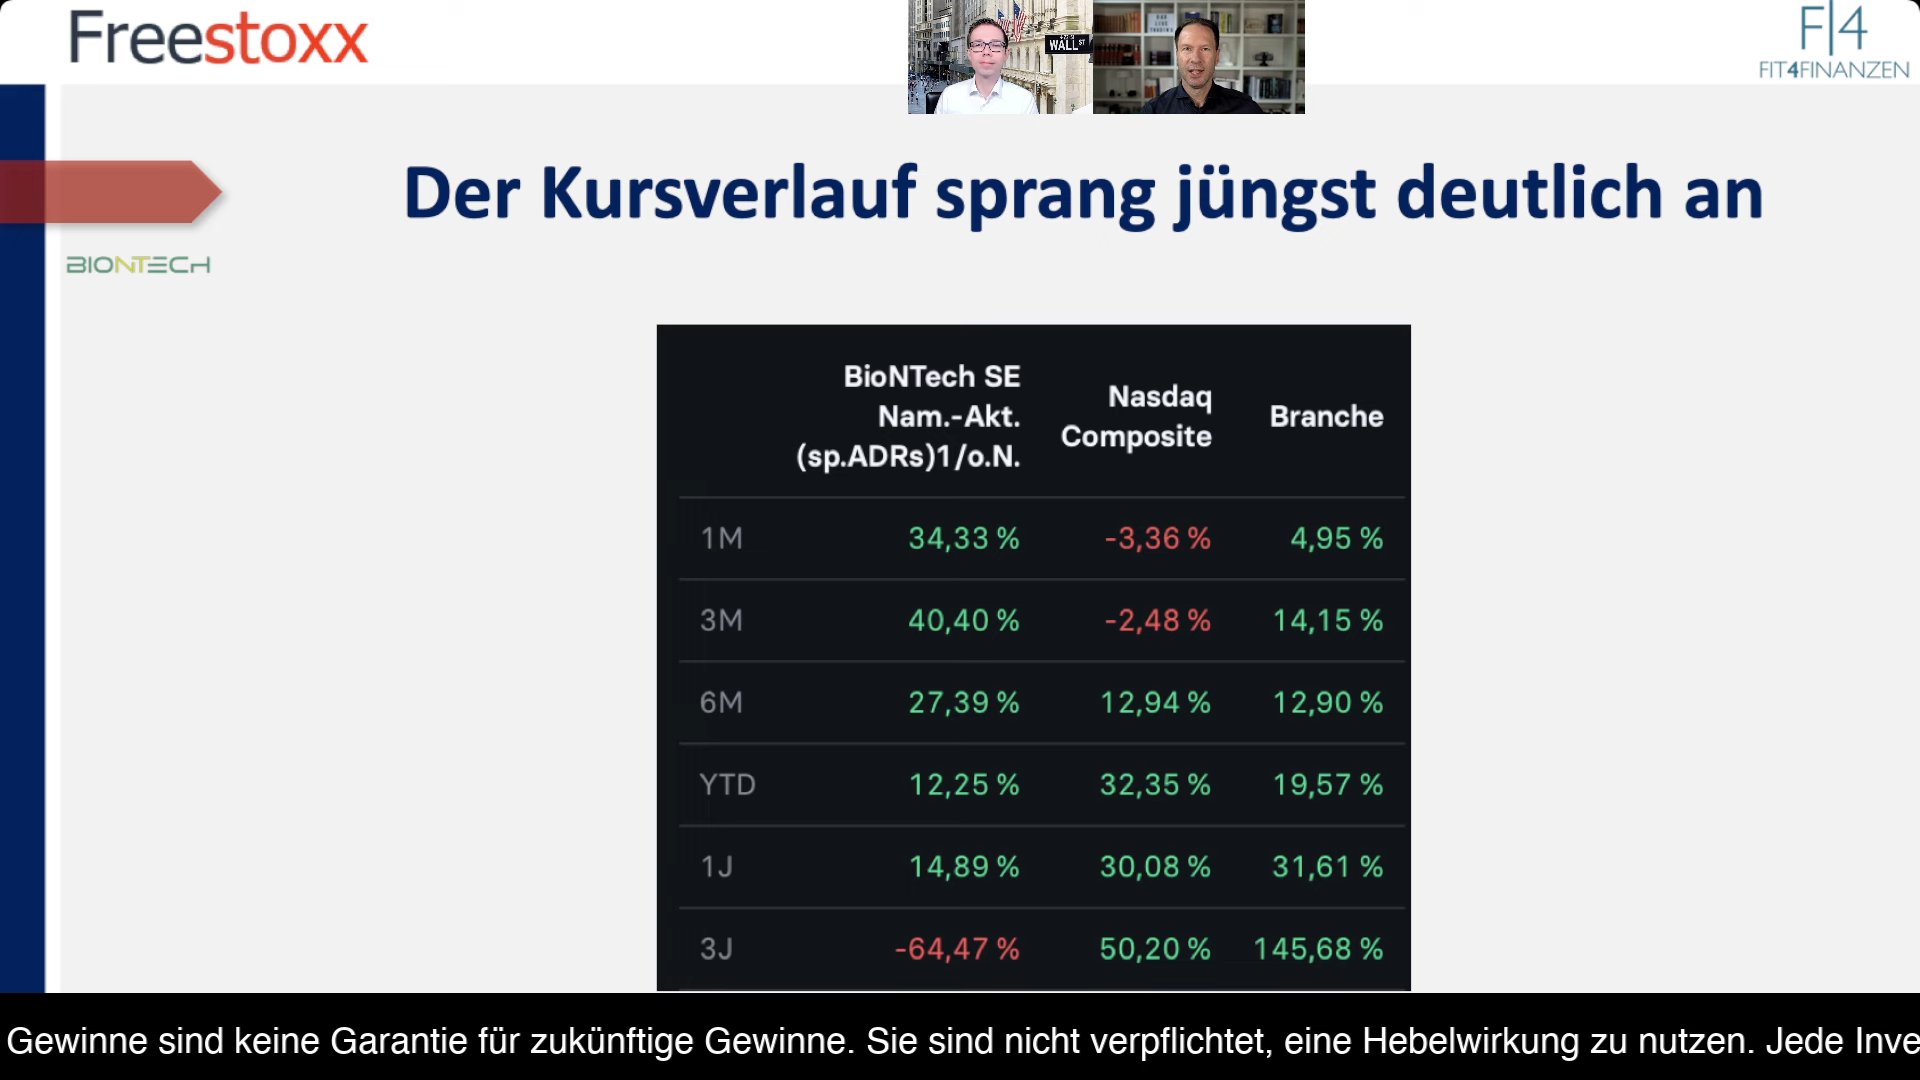 Freestoxx
WALL ST
F|4
FIT4FINANZEN
Der Kursverlauf sprang jüngst deutlich an
BIONTECH
BioNTech SE
Nam.-Akt.
(sp.ADRs)1/o.N.
Nasdaq
Composite
Branche
1M 34,33 % -3,36 % 4,95 %
3M 40,40 % -2,48 % 14,15 %
6M 27,39 % 12,94 % 12,90 %
YTD 12,25 % 32,35 % 19,57 %
1J 14,89 % 30,08 % 31,61 %
3J -64,47 % 50,20 % 145,68 %
Gewinne sind keine Garantie für zukünftige Gewinne. Sie sind nicht verpflichtet, eine Hebelwirkung zu nutzen. Jede Inve